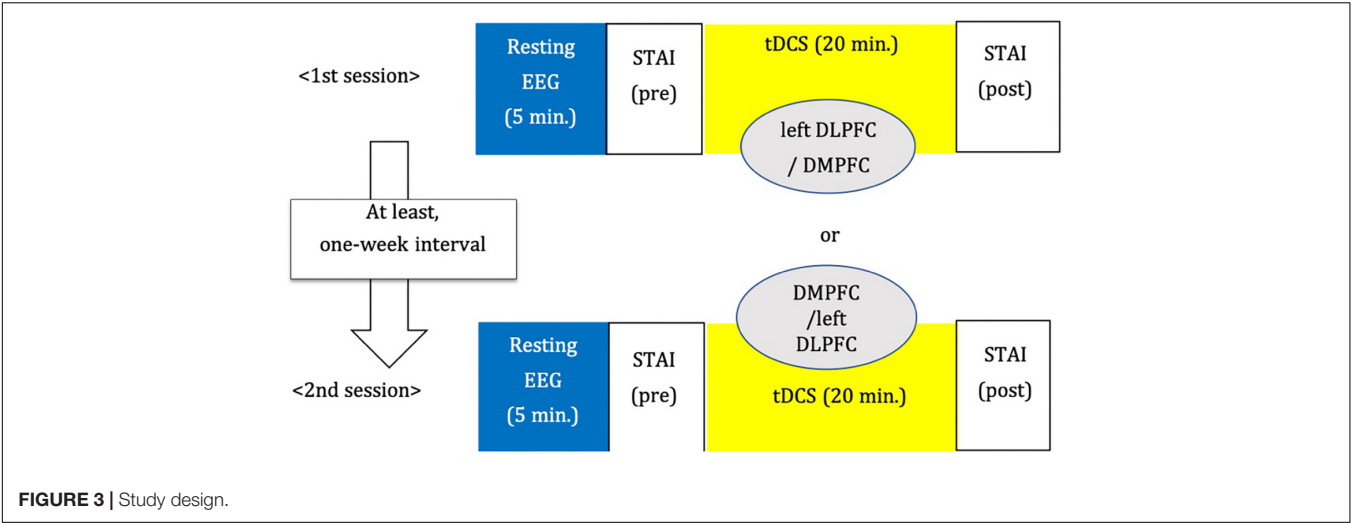 <1st session>
Resting
EEG
(5 min.)
STAI
(pre)
tDCS (20 min.)
left DLPFC
/ DMPFC
STAI
(post)
At least,
one-week interval
or
<2nd session>
Resting
EEG
(5 min.)
STAI
(pre)
DMPFC
/left
DLPFC
tDCS (20 min.)
STAI
(post)
FIGURE 3 | Study design.